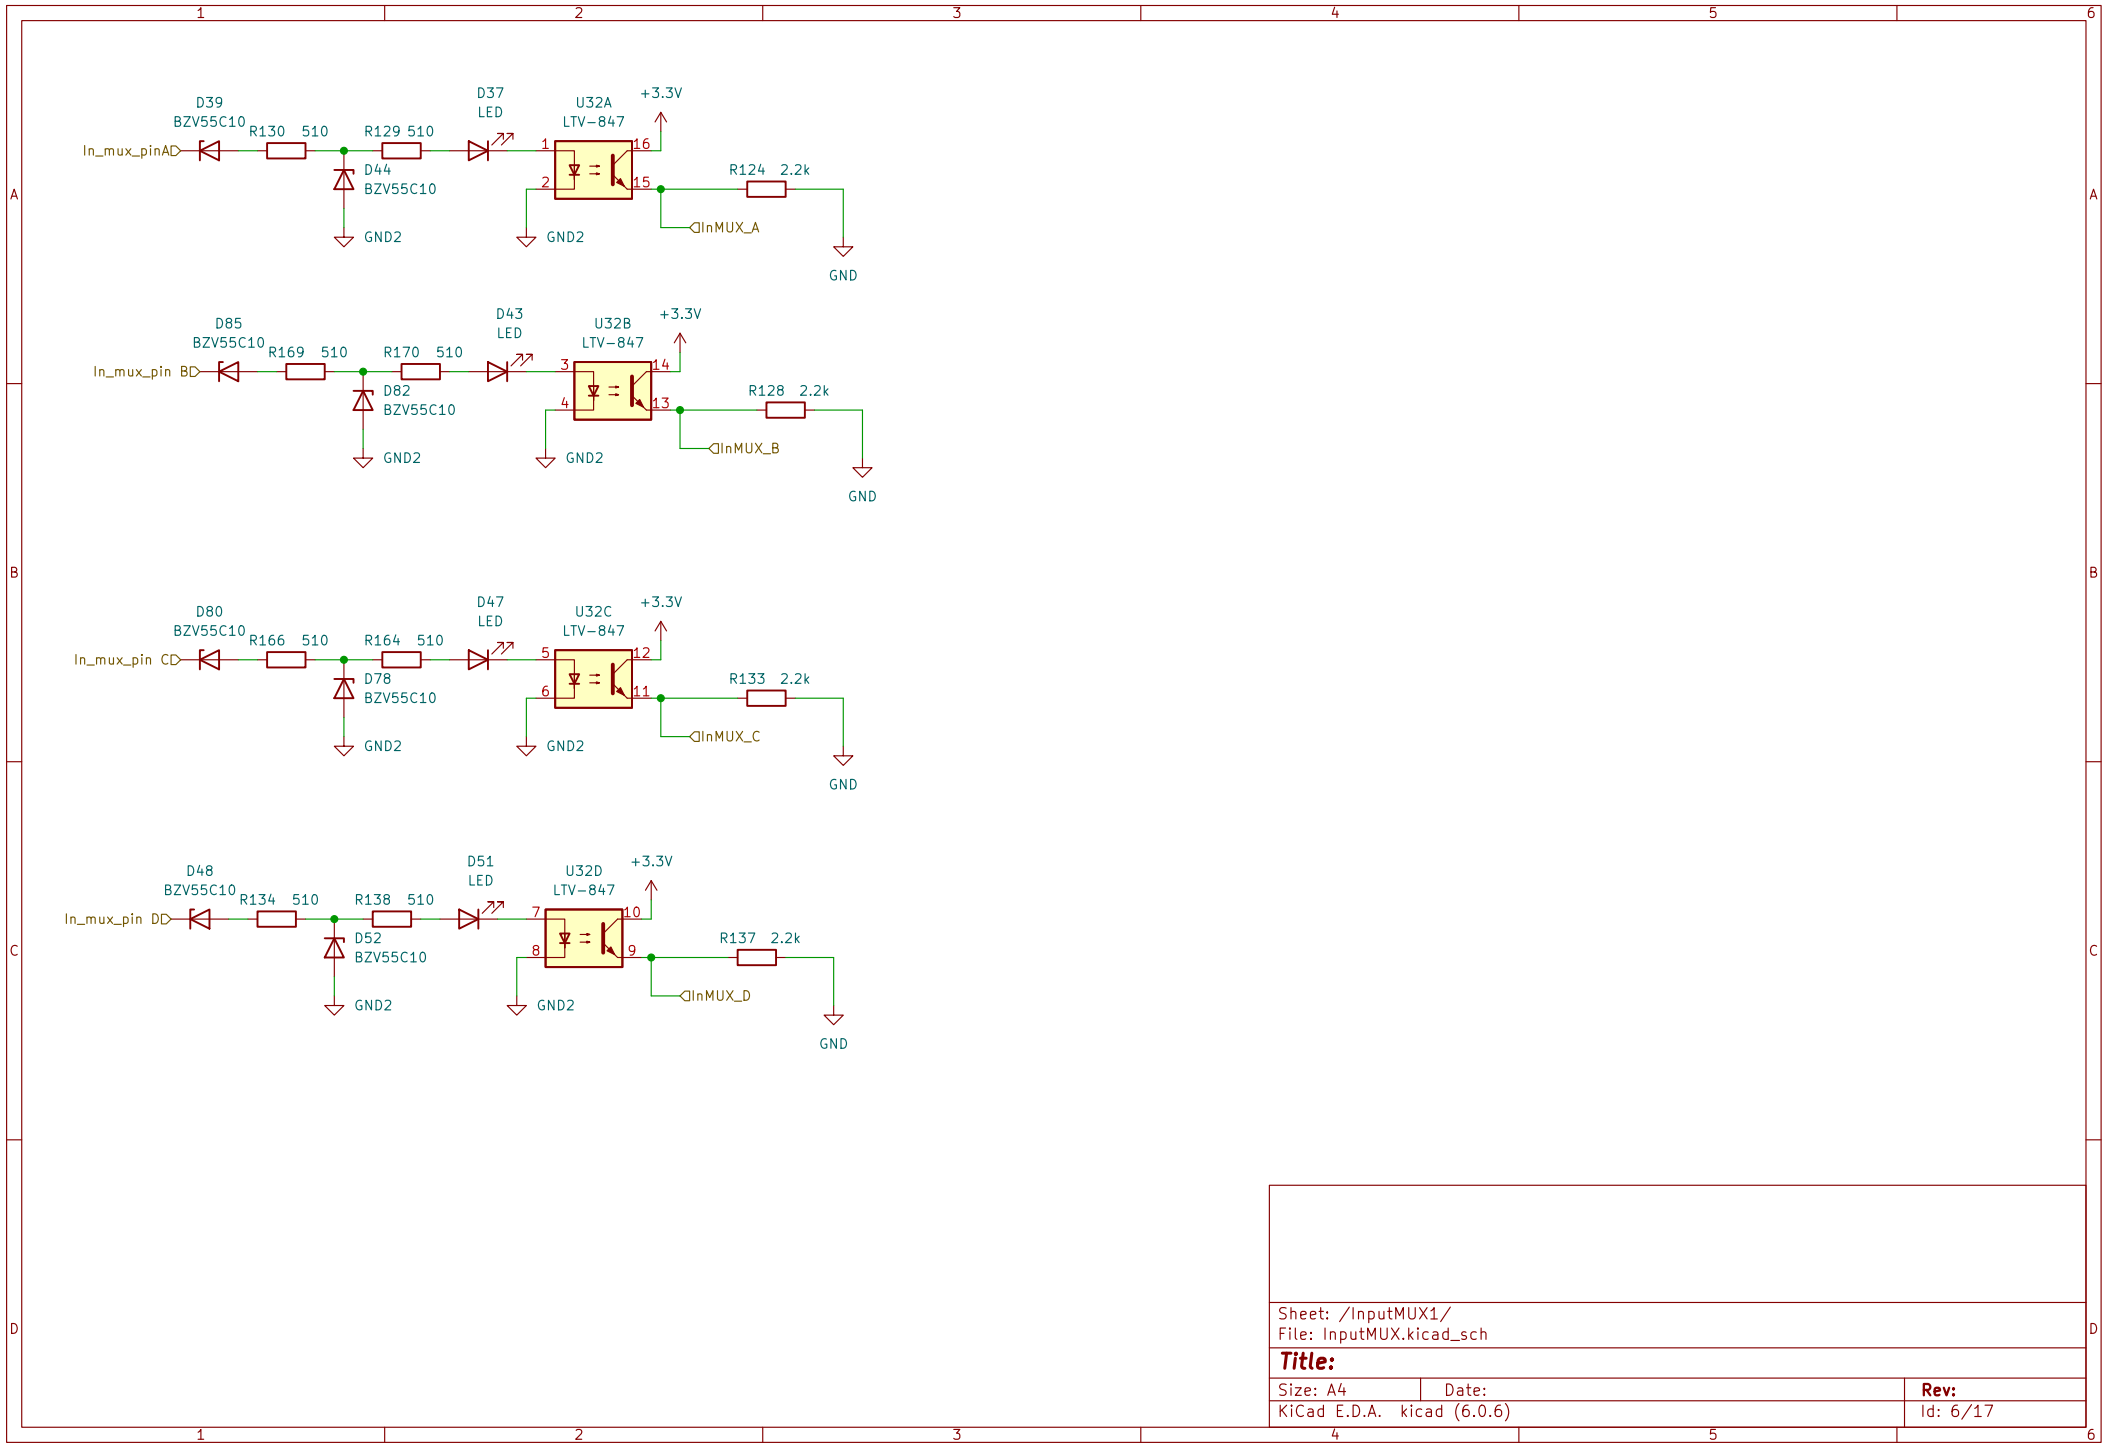 1 2 3 4 5 6
D39
BZV55C10
In_mux_pinA
R130 510
R129 510
D37
LED
U32A
LTV-847
+3.3V
1
2
16
15
D44
BZV55C10
GND2
GND2
R124 2.2k
InMUX_A
GND
A
A
D85
BZV55C10
In_mux_pin B
R169 510
R170 510
D43
LED
U32B
LTV-847
+3.3V
3
4
14
13
D82
BZV55C10
GND2
GND2
R128 2.2k
InMUX_B
GND
B
B
D80
BZV55C10
In_mux_pin C
R166 510
R164 510
D47
LED
U32C
LTV-847
+3.3V
5
6
12
11
D78
BZV55C10
GND2
GND2
R133 2.2k
InMUX_C
GND
D48
BZV55C10
In_mux_pin D
R134 510
R138 510
D51
LED
U32D
LTV-847
+3.3V
7
8
10
9
D52
BZV55C10
GND2
GND2
R137 2.2k
InMUX_D
GND
C
C
D
D
Sheet: /InputMUX1/
File: InputMUX.kicad_sch
Title:
Size: A4 Date: Rev:
KiCad E.D.A. kicad (6.0.6) Id: 6/17
1 2 3 4 5 6